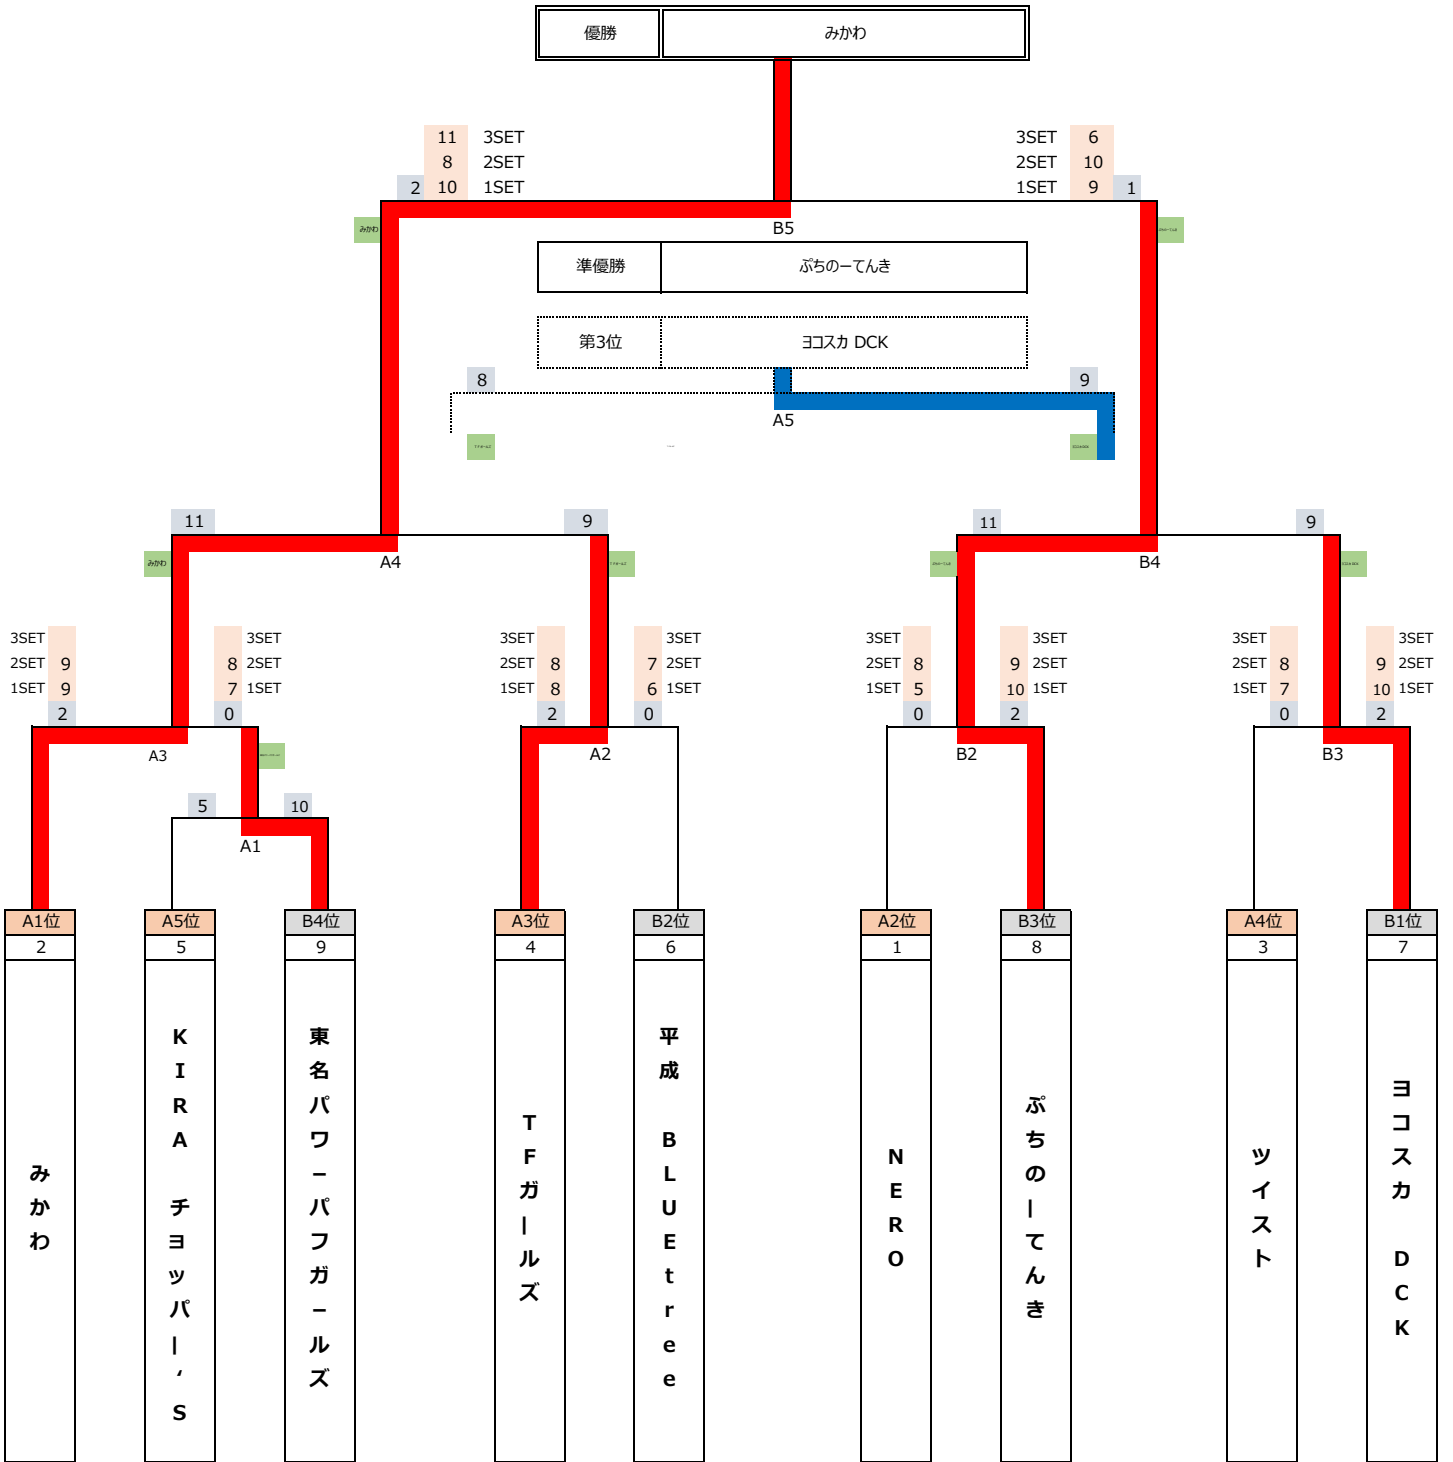 優勝 みかわ
11 3SET 3SET 6
8 2SET 2SET 10
2 10 1SET 1SET 9 1
みかわ
B5
準優勝 ぷちのーてんき
第3位 ヨコスカ DCK
8 9
A5
11 9 11 9
みかわ
A4 B4
3SET 3SET 3SET 3SET 3SET 3SET 3SET 3SET
2SET 9 8 2SET 2SET 8 7 2SET 2SET 8 9 2SET 2SET 8 9 2SET
1SET 9 7 1SET 1SET 8 6 1SET 1SET 5 10 1SET 1SET 7 10 1SET
2 0 2 0 0 2 0 2
A3 A2 B2 B3
5 10
A1
A1位 A5位 B4位 A3位 B2位 A2位 B3位 A4位 B1位
2 5 9 4 6 1 8 3 7
みかわ
KIRA チョッパー‘S
東名パワーパフガールズ
TFガールズ
平成 BLUEtree
NERO
ぷちのーてんき
ツイスト
ヨコスカ DCK